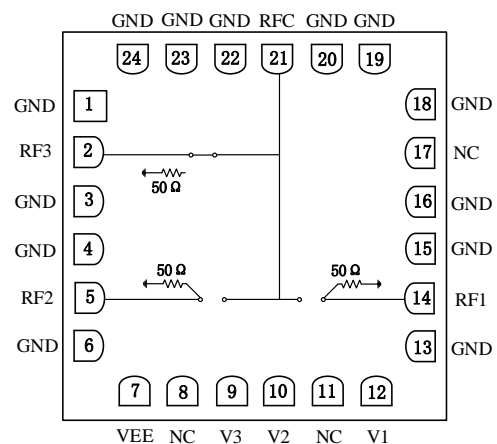 GND GND GND RFC GND GND
24 23 22 21 20 19
GND 1 18 GND
RF3 2 17 NC
50 Ω
GND 3 16 GND
GND 4 15 GND
50 Ω 50 Ω
RF2 5 14 RF1
GND 6 13 GND
7 8 9 10 11 12
VEE NC V3 V2 NC V1